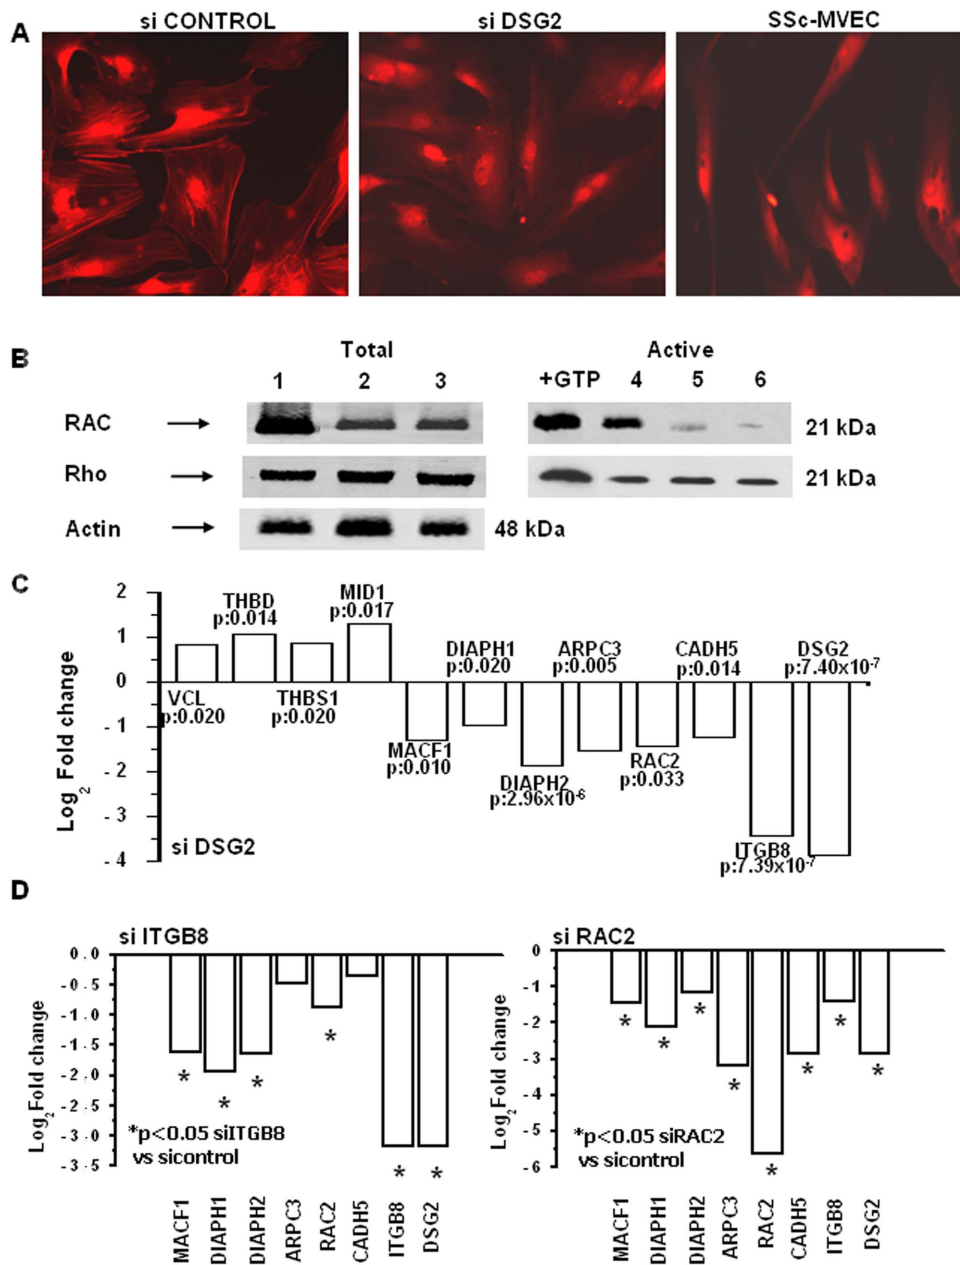 A
si CONTROL
si DSG2
SSc-MVEC
B
Total
Active
1 2 3
+GTP 4 5 6
RAC
21 kDa
Rho
21 kDa
Actin
48 kDa
C
Log2 Fold change
2
1
0
- 1
- 2
- 3
- 4
VCL
p:0.020
THBD
p:0.014
THBS1
p:0.020
MID1
p:0.017
MACF1
p:0.010
DIAPH1
p:0.020
DIAPH2
p:2.96x10-6
ARPC3
p:0.005
RAC2
p:0.033
CADH5
p:0.014
ITGB8
p:7.39x10-7
DSG2
p:7.40x10-7
si DSG2
D
si ITGB8
Log2 Fold change
0.0
-0.5
-1.0
-1.5
-2.0
-2.5
-3.0
-3.5
* * * * * *
*p<0.05 siITGB8
vs sicontrol
MACF1
DIAPH1
DIAPH2
ARPC3
RAC2
CADH5
ITGB8
DSG2
si RAC2
Log2 Fold change
0
-1
-2
-3
-4
-5
-6
* * * * * * * *
*p<0.05 siRAC2
vs sicontrol
MACF1
DIAPH1
DIAPH2
ARPC3
RAC2
CADH5
ITGB8
DSG2